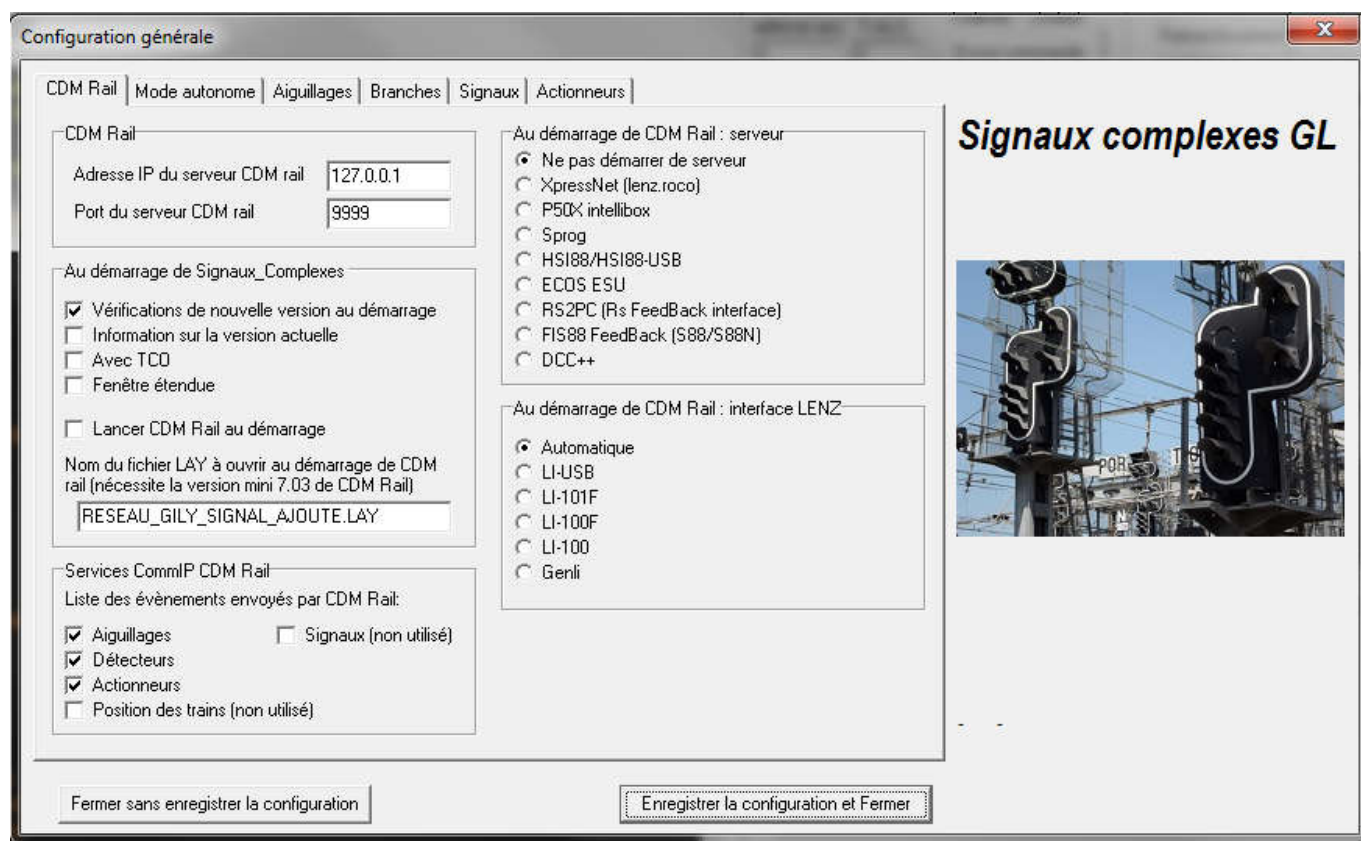 Configuration générale
CDM Rail
Mode autonome
Aiguillages
Branches
Signaux
Actionneurs
CDM Rail
Adresse IP du serveur CDM rail
127.0.0.1
Port du serveur CDM rail
9999
Au démarrage de Signaux_Complexes
Vérifications de nouvelle version au démarrage
Information sur la version actuelle
Avec TCO
Fenêtre étendue
Lancer CDM Rail au démarrage
Nom du fichier LAY à ouvrir au démarrage de CDM
rail (nécessite la version mini 7.03 de CDM Rail)
RESEAU_GILY_SIGNAL_AJOUTE.LAY
Services CommIP CDM Rail
Liste des évènements envoyés par CDM Rail:
Aiguillages
Signaux (non utilisé)
Détecteurs
Actionneurs
Position des trains (non utilisé)
Au démarrage de CDM Rail : serveur
Ne pas démarrer de serveur
XpressNet (lenz.roco)
P50X intellibox
Sprog
HSI88/HSI88-USB
ECOS ESU
RS2PC (Rs FeedBack interface)
FIS88 FeedBack (S88/S88N)
DCC++
Au démarrage de CDM Rail : interface LENZ
Automatique
LI-USB
LI-101F
LI-100F
LI-100
Genli
Signaux complexes GL
POR
- -
Fermer sans enregistrer la configuration
Enregistrer la configuration et Fermer